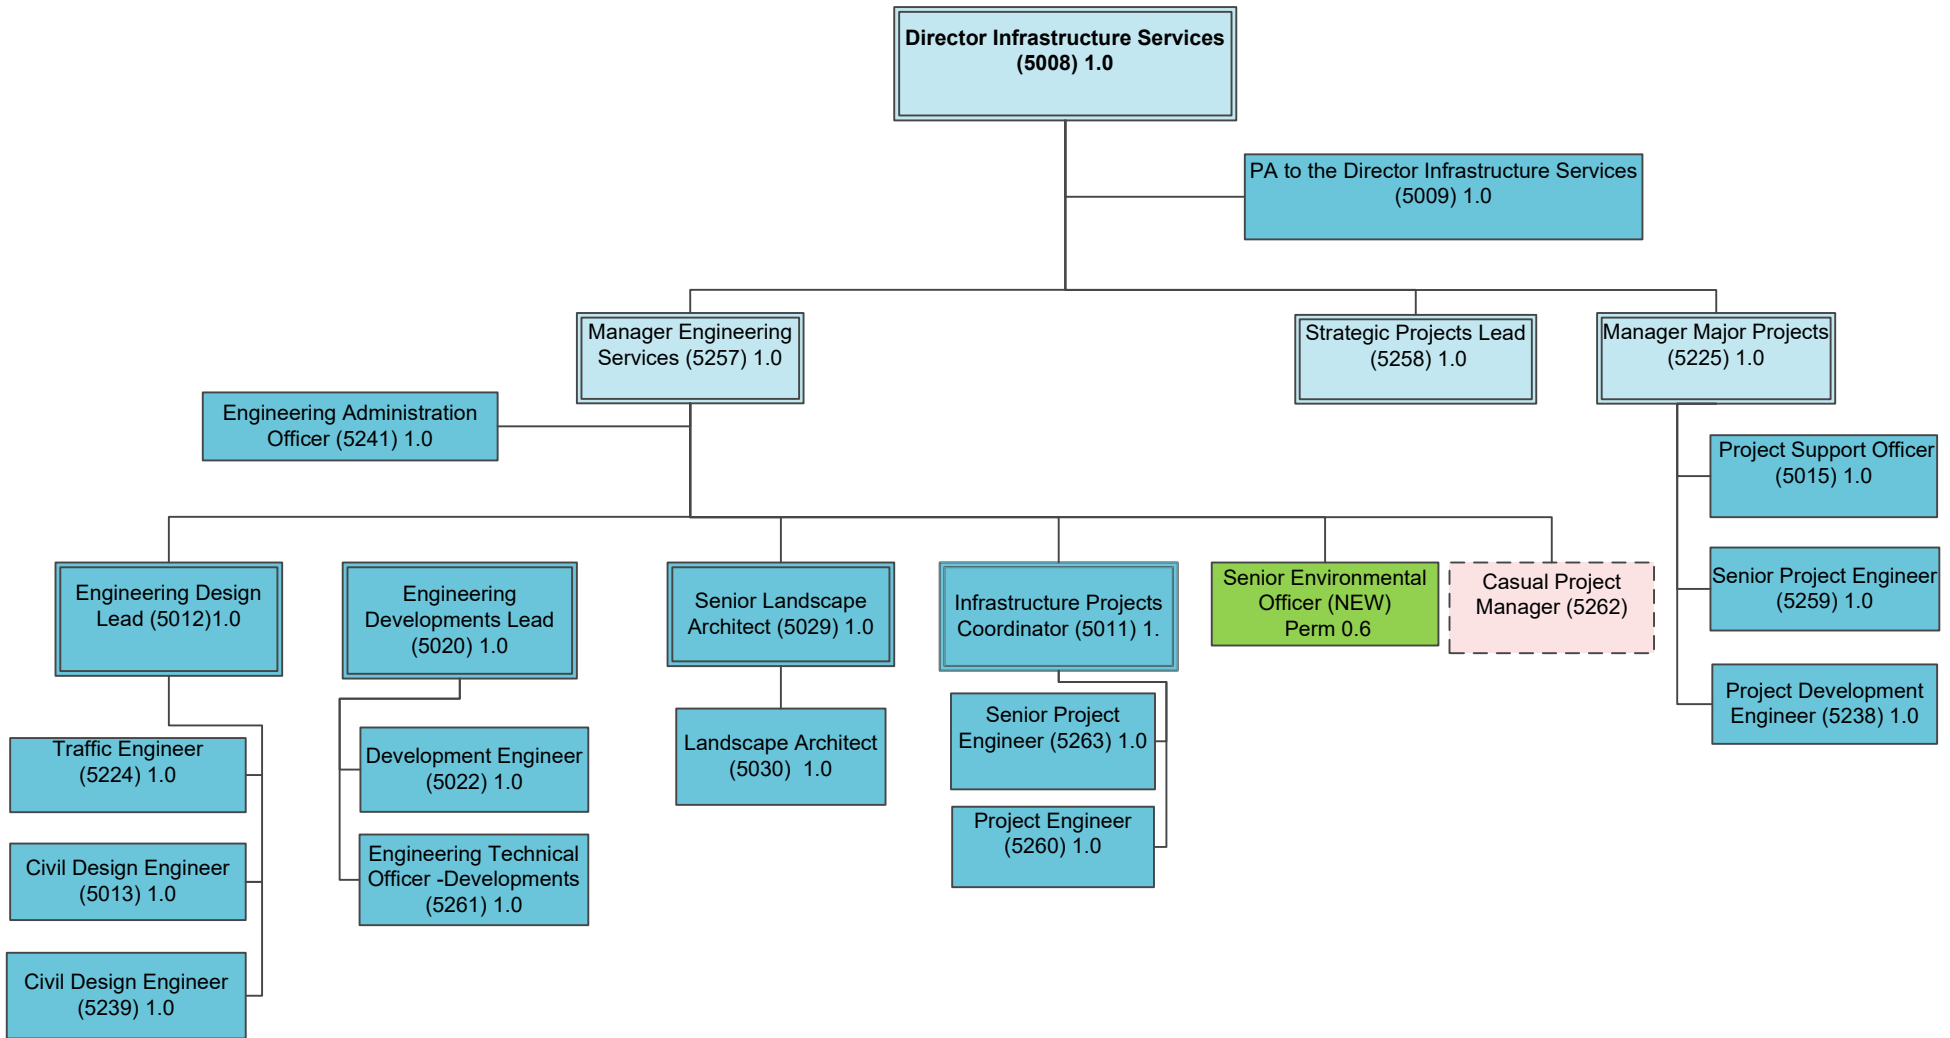 Director Infrastructure Services
(5008) 1.0
PA to the Director Infrastructure Services
(5009) 1.0
Manager Engineering
Services (5257) 1.0
Strategic Projects Lead
(5258) 1.0
Manager Major Projects
(5225) 1.0
Engineering Administration
Officer (5241) 1.0
Project Support Officer
(5015) 1.0
Senior Project Engineer
(5259) 1.0
Project Development
Engineer (5238) 1.0
Engineering Design
Lead (5012)1.0
Engineering
Developments Lead
(5020) 1.0
Senior Landscape
Architect (5029) 1.0
Infrastructure Projects
Coordinator (5011) 1.
Senior Environmental
Officer (NEW)
Perm 0.6
Casual Project
Manager (5262)
Traffic Engineer
(5224) 1.0
Civil Design Engineer
(5013) 1.0
Civil Design Engineer
(5239) 1.0
Development Engineer
(5022) 1.0
Engineering Technical
Officer -Developments
(5261) 1.0
Landscape Architect
(5030)  1.0
Senior Project
Engineer (5263) 1.0
Project Engineer
(5260) 1.0